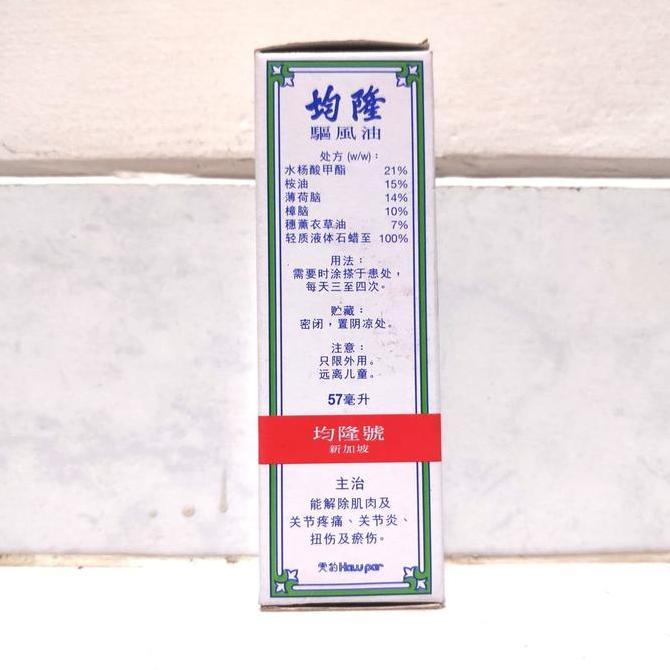 均隆
驅風油
处方 (w/w)：
水杨酸甲酯 21%
桉油 15%
薄荷脑 14%
樟脑 10%
穗薰衣草油 7%
轻质液体石蜡至 100%
用法：
需要时涂搽于患处，
每天三至四次。
贮藏：
密闭，置阴凉处。
注意：
只限外用。
远离儿童。
57毫升
均隆號
新加坡
主治
能解除肌肉及
关节疼痛、关节炎、
扭伤及瘀伤。
虎豹 Haw par